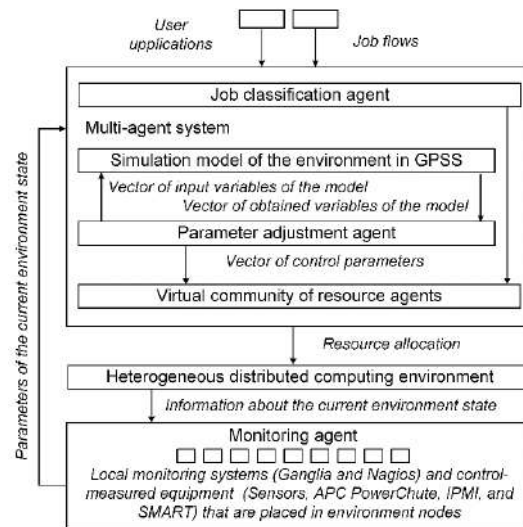 User
upplications
Job flows
Job classification agent
Multi-agent system
Simulation model of the environment in GPSS
Vector of input variables of the model
Vector of obtained variables of the model
Parameter adjustment agent
Vector of control parameters
Virtual community of resource agents
Parameters of the current environment state
Resource allocation
Heterogeneous distributed computing environment
Information about the current environment state
Monitoring agent
Local monitoring systems (Ganglia and Nagios) and control-
measured equipment (Sensors, APC PowerChute, IPMI, and
SMART) that are placed in environment nodes